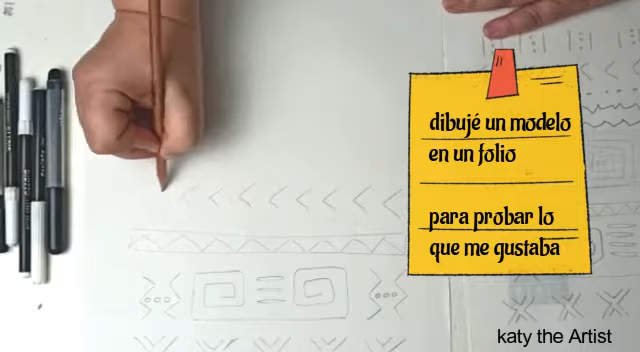 dibujé un modelo
en un folio
para probar lo
que me gustaba
katy the Artist